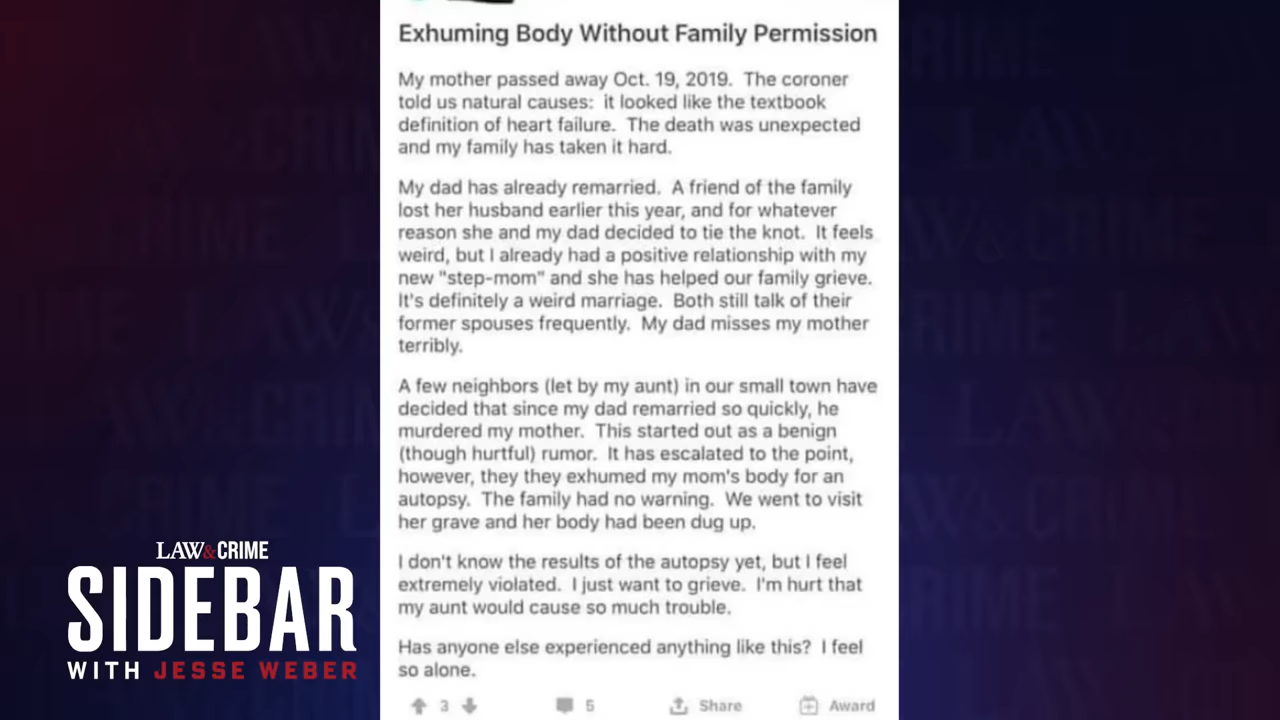 Exhuming Body Without Family Permission
My mother passed away Oct. 19, 2019. The coroner
told us natural causes: it looked like the textbook
definition of heart failure. The death was unexpected
and my family has taken it hard.
My dad has already remarried. A friend of the family
lost her husband earlier this year, and for whatever
reason she and my dad decided to tie the knot. It feels
weird, but I already had a positive relationship with my
new "step-mom" and she has helped our family grieve.
It's definitely a weird marriage. Both still talk of their
former spouses frequently. My dad misses my mother
terribly.
A few neighbors (let by my aunt) in our small town have
decided that since my dad remarried so quickly, he
murdered my mother. This started out as a benign
(though hurtful) rumor. It has escalated to the point,
however, they they exhumed my mom's body for an
autopsy. The family had no warning. We went to visit
her grave and her body had been dug up.
I don't know the results of the autopsy yet, but I feel
extremely violated. I just want to grieve. I'm hurt that
my aunt would cause so much trouble.
Has anyone else experienced anything like this? I feel
so alone.
3 5 Share Award
LAW&CRIME
SIDEBAR
WITH JESSE WEBER